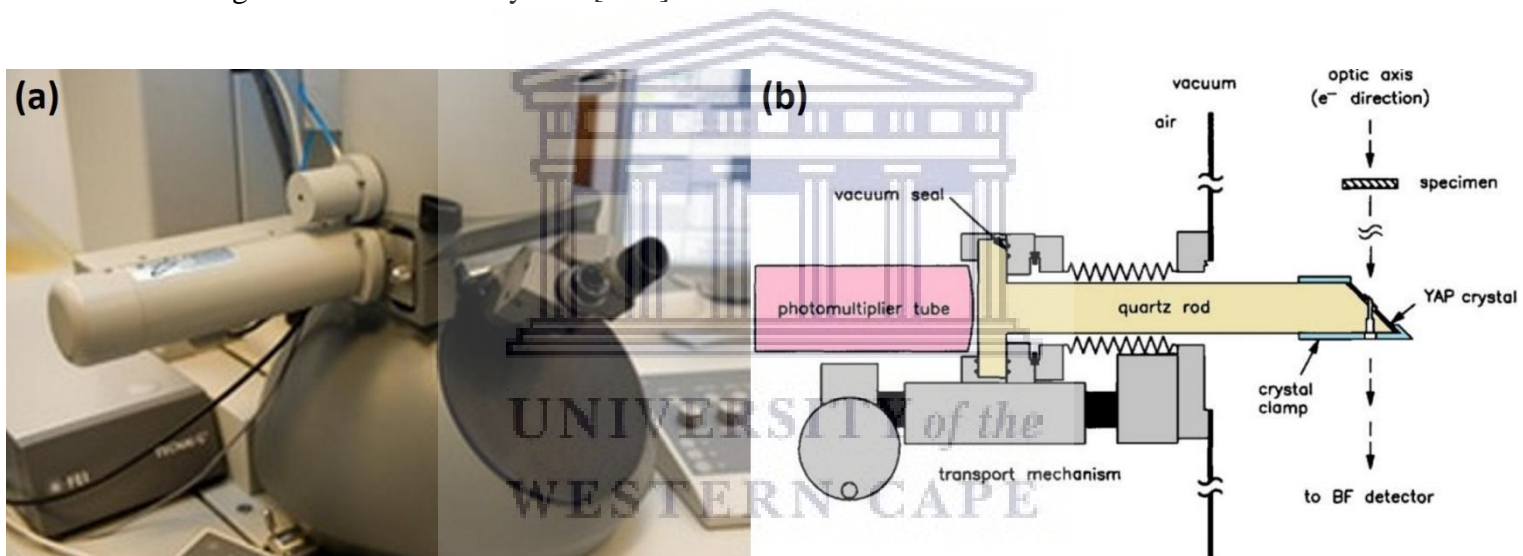 (a)
FEI
(b)
vacuum
air
optic axis
(e⁻ direction)
specimen
vacuum seal
photomultiplier tube
quartz rod
YAP crystal
crystal
clamp
transport mechanism
to BF detector
UNIVERSITY of the
WESTERN CAPE